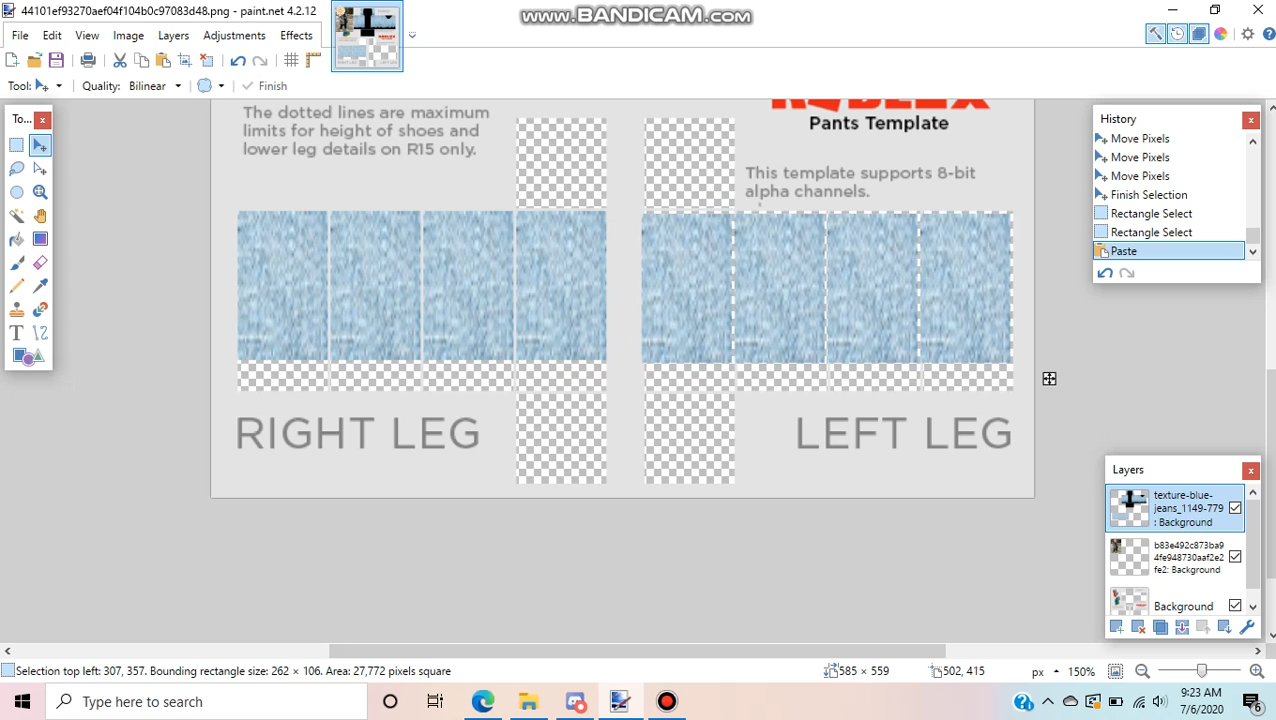 44101ef93270aef04f104b0c97083d48.png - paint.net 4.2.12
www.BANDICAM.com
File Edit View Image Layers Adjustments Effects
Tool: Quality: Bilinear Finish
To...
The dotted lines are maximum
limits for height of shoes and
lower leg details on R15 only.
ROBLOX
Pants Template
This template supports 8-bit
alpha channels.
RIGHT LEG
LEFT LEG
History
Move Pixels
Move Pixels
Move Pixels
Finish Selection
Rectangle Select
Rectangle Select
Paste
Layers
texture-blue-
jeans_1149-779
: Background
b83e492c873ba9
4fe948730aaf2e2
fe2: Background
Background
Selection top left: 307, 357. Bounding rectangle size: 262 × 106. Area: 27,772 pixels square
585 × 559
502, 415
px
150%
Type here to search
9:23 AM
7/6/2020
6